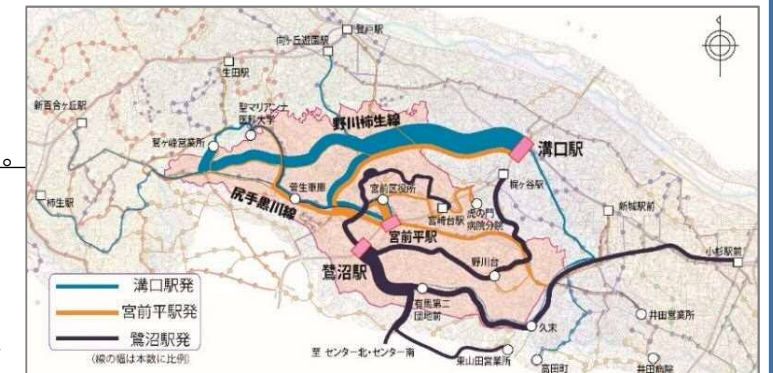 登戸駅
向ヶ丘遊園駅
生田駅
新百合ヶ丘駅
聖マリアンナ
医科大学
鷲ヶ峰営業所
野川柿生線
溝口駅
柿生駅
菅生車庫
宮前区役所
梶ヶ谷駅
尻手黒川線
宮崎台駅
虎の門
病院分院
新城駅前
宮前平駅
鷺沼駅
野川台
小杉駅前
有馬第二
団地前
久末
井田営業所
至 センター北・センター南
東山田営業所
高田町
井田病院
溝口駅発
宮前平駅発
鷺沼駅発
(線の幅は本数に比例)